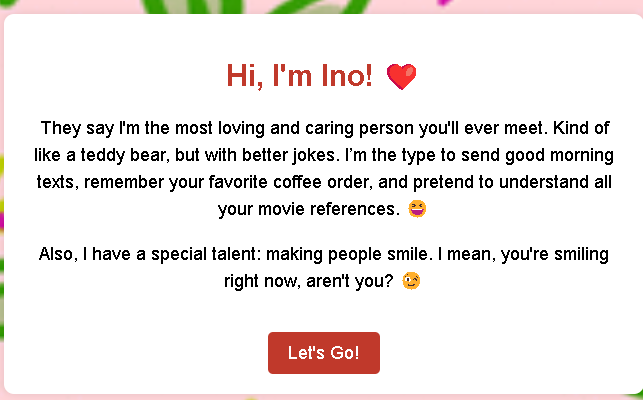 Hi, I'm Ino! ❤️
They say I'm the most loving and caring person you'll ever meet. Kind of
like a teddy bear, but with better jokes. I’m the type to send good morning
texts, remember your favorite coffee order, and pretend to understand all
your movie references. 😆
Also, I have a special talent: making people smile. I mean, you're smiling
right now, aren't you? 😉
Let's Go!